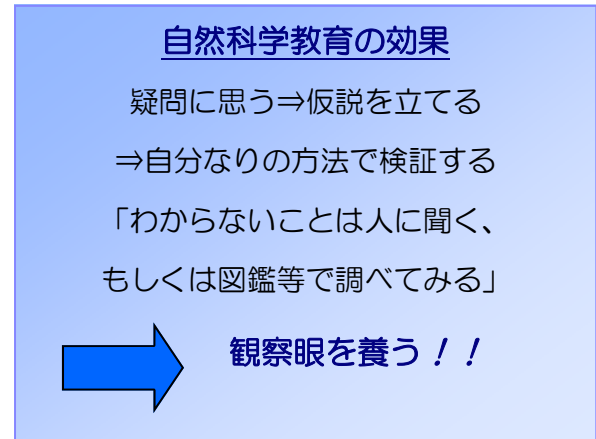 自然科学教育の効果
疑問に思う⇒仮説を立てる
⇒自分なりの方法で検証する
「わからないことは人に聞く、
もしくは図鑑等で調べてみる」
観察眼を養う！！